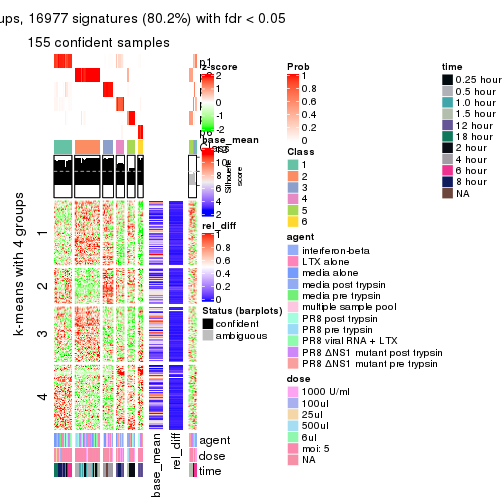 ups, 16977 signatures (80.2%) with fdr < 0.05
155 confident samples
p1
z-score
2
1
0
-1
-2
Class
base_mean
2
Silhouette
score
rel_diff
1
0.8
0.6
0.4
0.2
0
Status (barplots)
confident
ambiguous
k-means with 4 groups
1
2
3
4
agent
dose
time
base_mean
rel_diff
Prob
1
0.8
0.6
0.4
0.2
0
Class
1
2
3
4
5
6
agent
interferon-beta
LTX alone
media alone
media post trypsin
media pre trypsin
multiple sample pool
PR8 post trypsin
PR8 pre trypsin
PR8 viral RNA + LTX
PR8 ΔNS1 mutant post trypsin
PR8 ΔNS1 mutant pre trypsin
dose
1000 U/ml
100ul
25ul
500ul
6ul
moi: 5
NA
time
0.25 hour
0.5 hour
1.0 hour
1.5 hour
12 hour
18 hour
2 hour
4 hour
6 hour
8 hour
NA